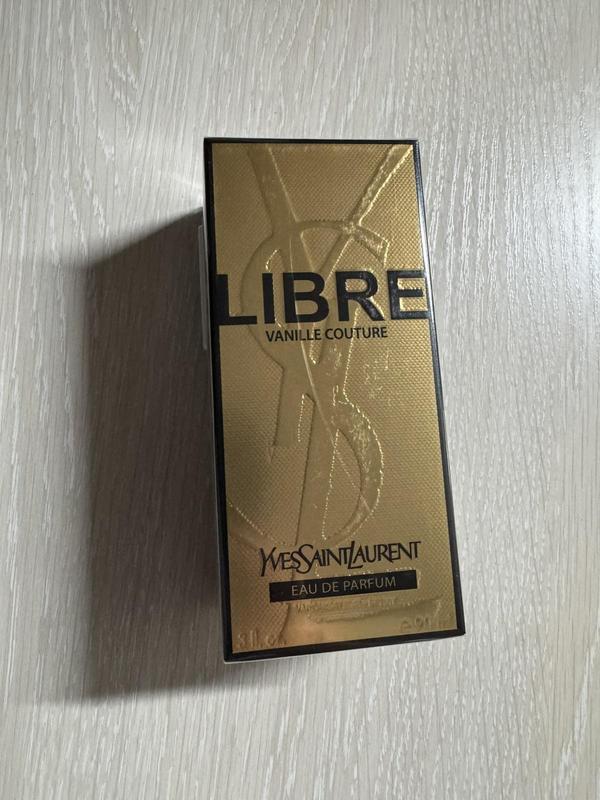 LIBRE
VANILLE COUTURE
YVESSAINTLAURENT
EAU DE PARFUM